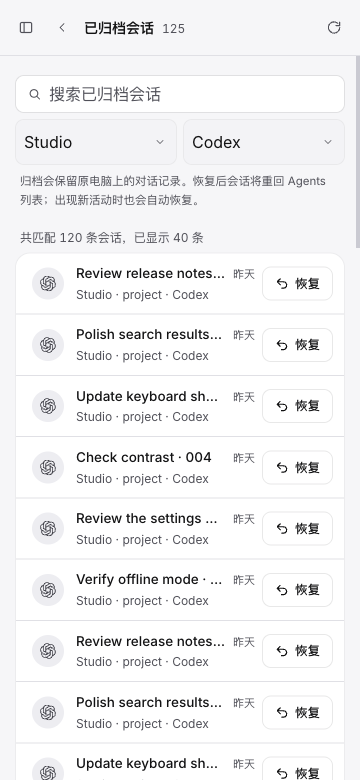 已归档会话 125
搜索已归档会话
Studio
Codex
归档会保留原电脑上的对话记录。恢复后会话将重回 Agents
列表；出现新活动时也会自动恢复。
共匹配 120 条会话，已显示 40 条
Review release notes... 昨天 恢复
Studio · project · Codex
Polish search results... 昨天 恢复
Studio · project · Codex
Update keyboard sh... 昨天 恢复
Studio · project · Codex
Check contrast · 004 昨天 恢复
Studio · project · Codex
Review the settings ... 昨天 恢复
Studio · project · Codex
Verify offline mode · ... 昨天 恢复
Studio · project · Codex
Review release notes... 昨天 恢复
Studio · project · Codex
Polish search results... 昨天 恢复
Studio · project · Codex
Update keyboard sh... 昨天 恢复